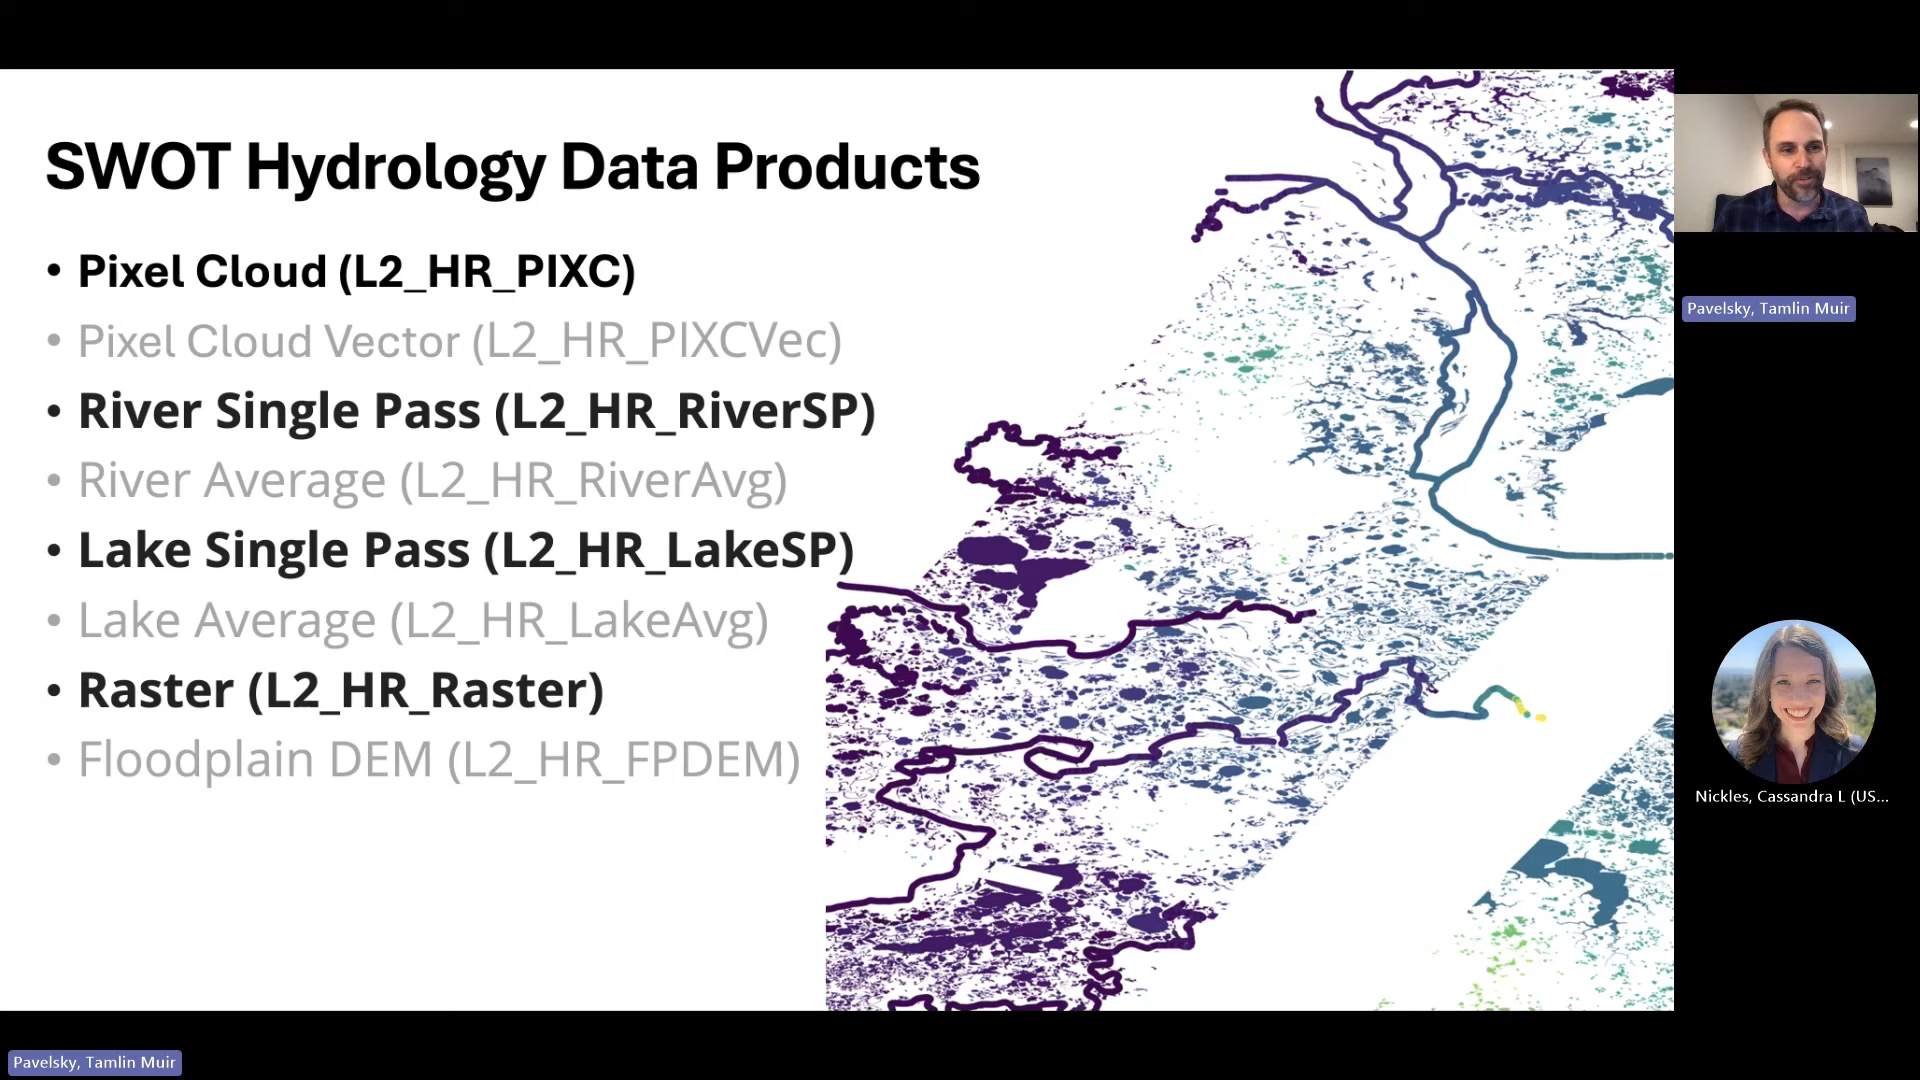 SWOT Hydrology Data Products
• Pixel Cloud (L2_HR_PIXC)
• Pixel Cloud Vector (L2_HR_PIXCVec)
• River Single Pass (L2_HR_RiverSP)
• River Average (L2_HR_RiverAvg)
• Lake Single Pass (L2_HR_LakeSP)
• Lake Average (L2_HR_LakeAvg)
• Raster (L2_HR_Raster)
• Floodplain DEM (L2_HR_FPDEM)
Pavelsky, Tamlin Muir
Nickles, Cassandra L (US...
Pavelsky, Tamlin Muir